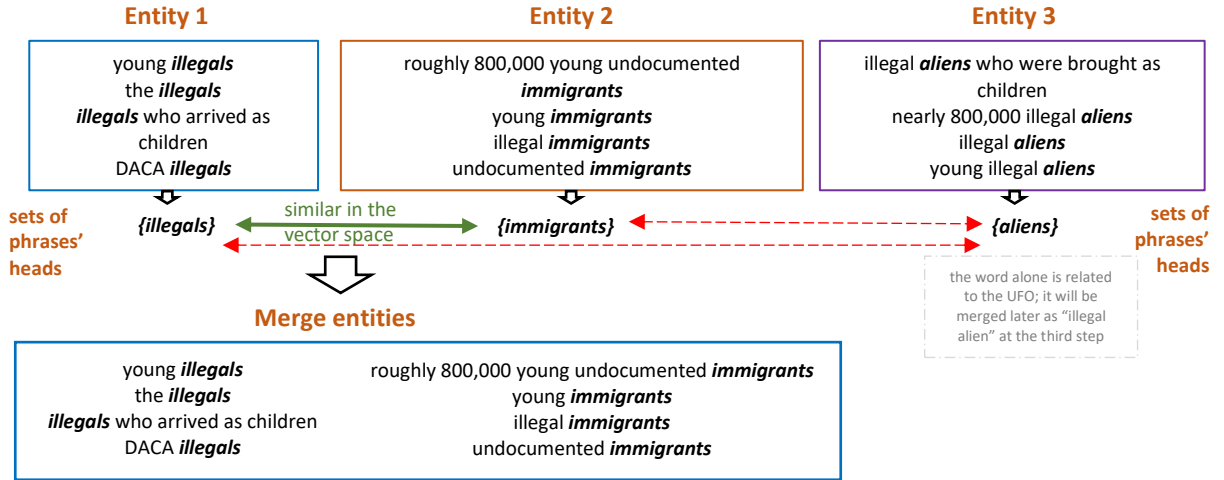 Entity 1
Entity 2
Entity 3
young illegals
the illegals
illegals who arrived as
children
DACA illegals
roughly 800,000 young undocumented
immigrants
young immigrants
illegal immigrants
undocumented immigrants
illegal aliens who were brought as
children
nearly 800,000 illegal aliens
illegal aliens
young illegal aliens
sets of
phrases’
heads
{illegals}
similar in the
vector space
{immigrants}
{aliens}
sets of
phrases’
heads
the word alone is related
to the UFO; it will be
merged later as “illegal
alien” at the third step
Merge entities
young illegals
the illegals
illegals who arrived as children
DACA illegals
roughly 800,000 young undocumented immigrants
young immigrants
illegal immigrants
undocumented immigrants